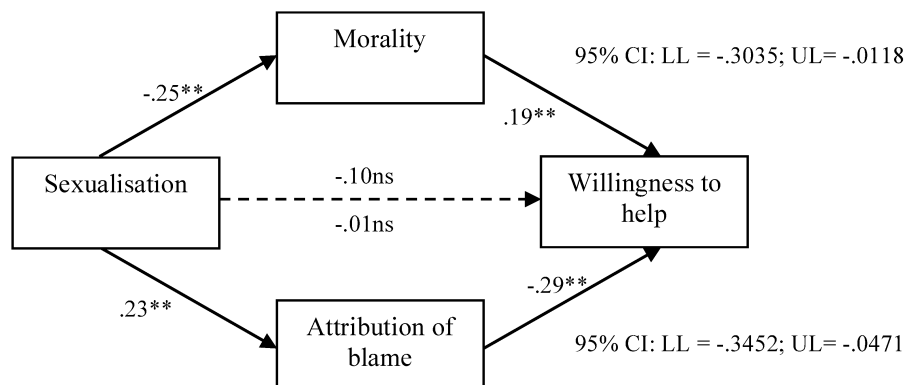 Morality
95% CI: LL = -.3035; UL= -.0118
-.25**
.19**
Sexualisation
-.10ns
-.01ns
Willingness to
help
.23**
-.29**
Attribution of
blame
95% CI: LL = -.3452; UL= -.0471